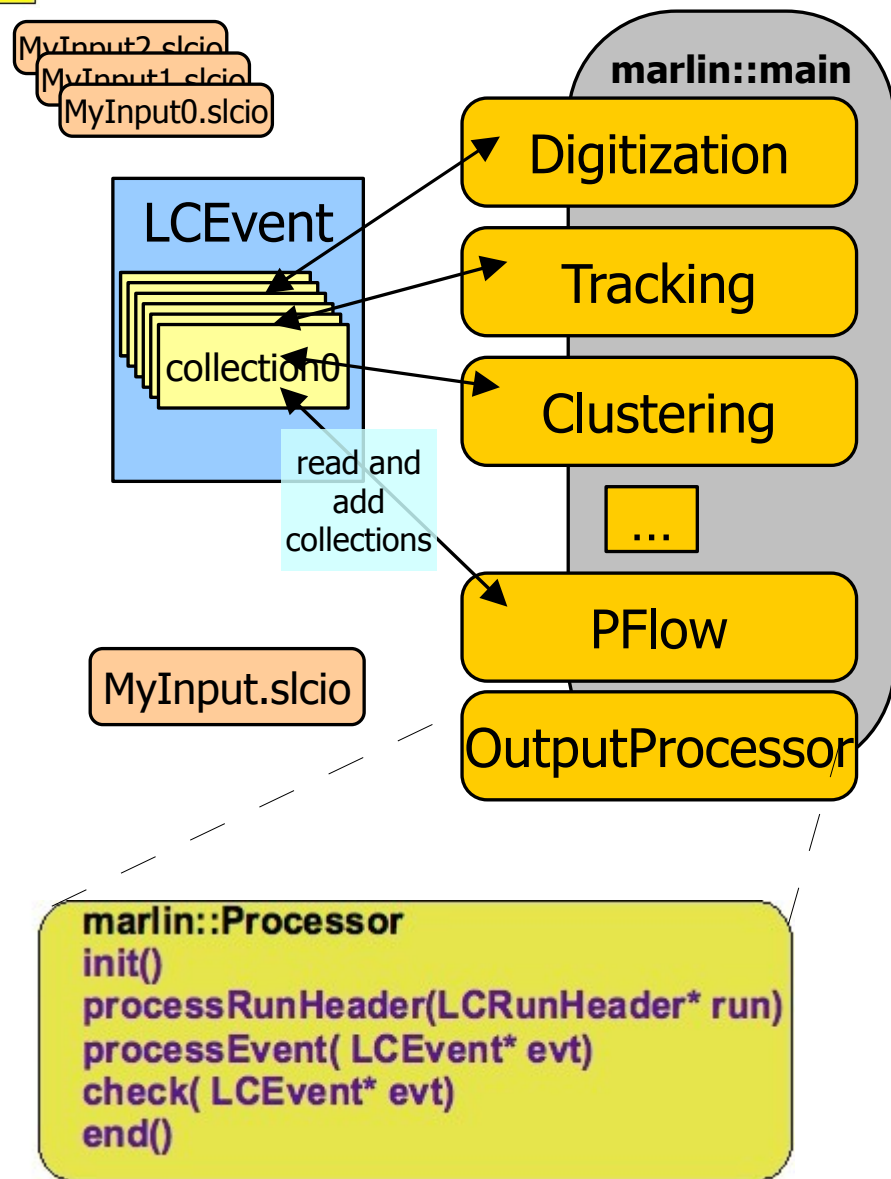 MyInput2.slcio
MyInput1.slcio
MyInput0.slcio
marlin::main
Digitization
LCEvent
Tracking
collection0
Clustering
read and
add
collections
...
PFlow
MyInput.slcio
OutputProcessor
marlin::Processor
init()
processRunHeader(LCRunHeader* run)
processEvent( LCEvent* evt)
check( LCEvent* evt)
end()